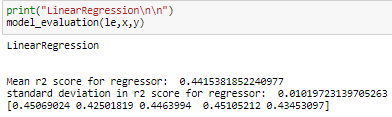 print("LinearRegression\n\n")
model_evaluation(le,x,y)
LinearRegression
Mean r2 score for regressor:  0.4415381852240977
standard deviation in r2 score for regressor:  0.01019723139705263
[0.45069024 0.42501819 0.4463994  0.45105212 0.43453097]